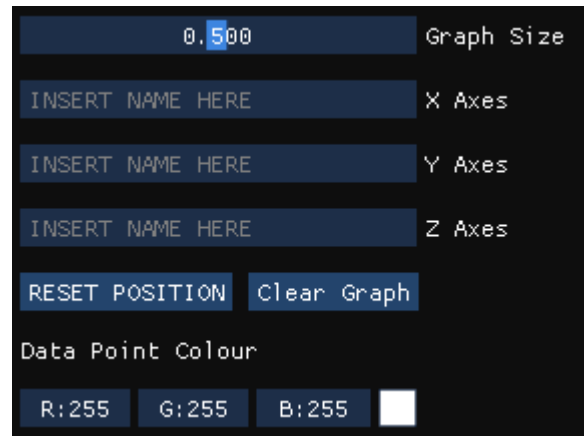 0.500 Graph Size
INSERT NAME HERE X Axes
INSERT NAME HERE Y Axes
INSERT NAME HERE Z Axes
RESET POSITION Clear Graph
Data Point Colour
R:255 G:255 B:255